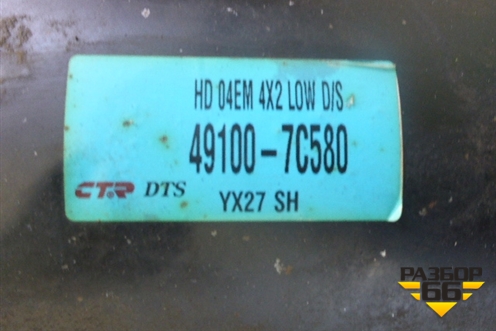 HD 04EM 4X2 LOW D/S
49100-7C580
CTR DTS
YX27 SH
РАЗБОР
66